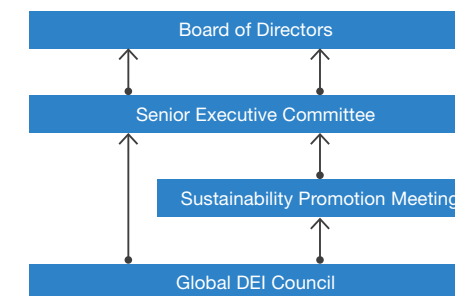 Board of Directors
Senior Executive Committee
Sustainability Promotion Meeting
Global DEI Council